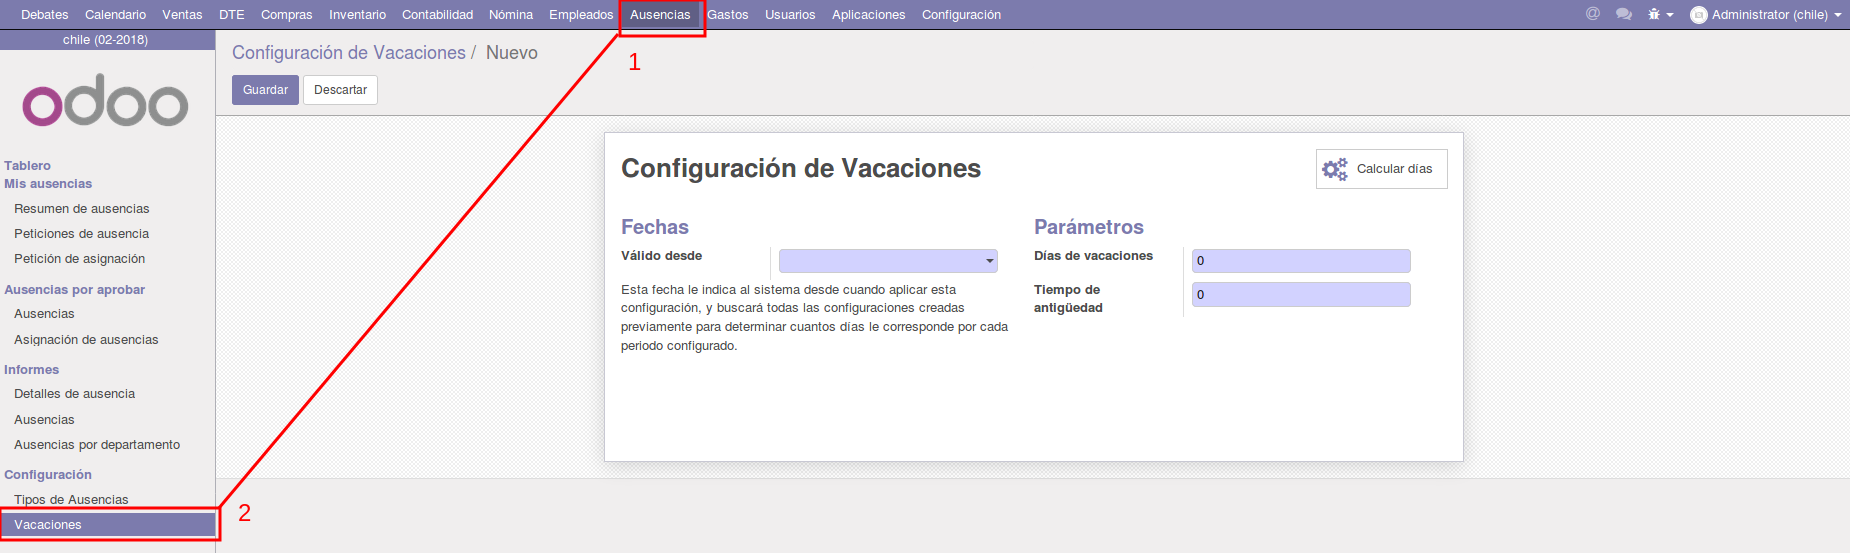 Debates Calendario Ventas DTE Compras Inventario Contabilidad Nómina Empleados Ausencias Gastos Usuarios Aplicaciones Configuración @ Administrator (chile)
chile (02-2018)
Configuración de Vacaciones / Nuevo
1
Guardar Descartar
odoo
Tablero
Mis ausencias
Resumen de ausencias
Peticiones de ausencia
Petición de asignación
Ausencias por aprobar
Ausencias
Asignación de ausencias
Informes
Detalles de ausencia
Ausencias
Ausencias por departamento
Configuración
Tipos de Ausencias
Vacaciones
2
Configuración de Vacaciones
Calcular días
Fechas
Válido desde
Esta fecha le indica al sistema desde cuando aplicar esta
configuración, y buscará todas las configuraciones creadas
previamente para determinar cuantos días le corresponde por cada
periodo configurado.
Parámetros
Días de vacaciones 0
Tiempo de 0
antigüedad